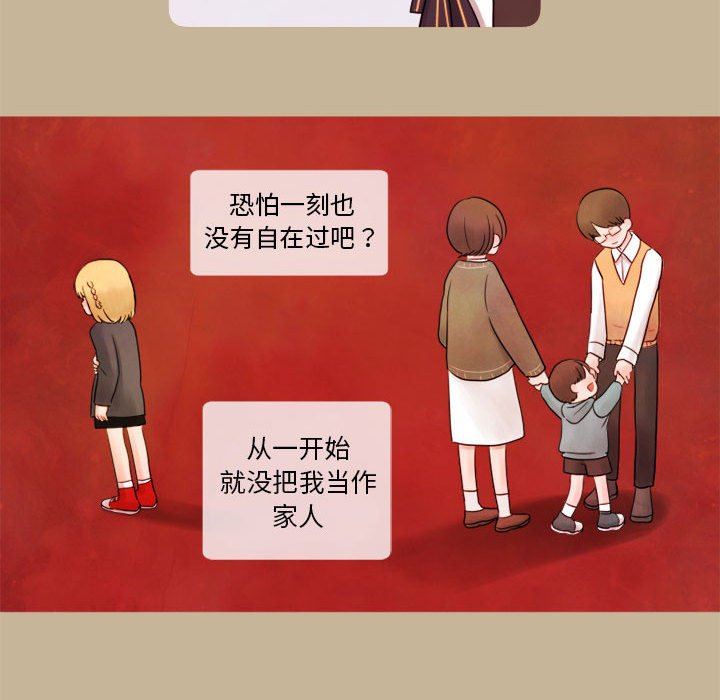 恐怕一刻也
没有自在过吧？
从一开始
就没把我当作
家人